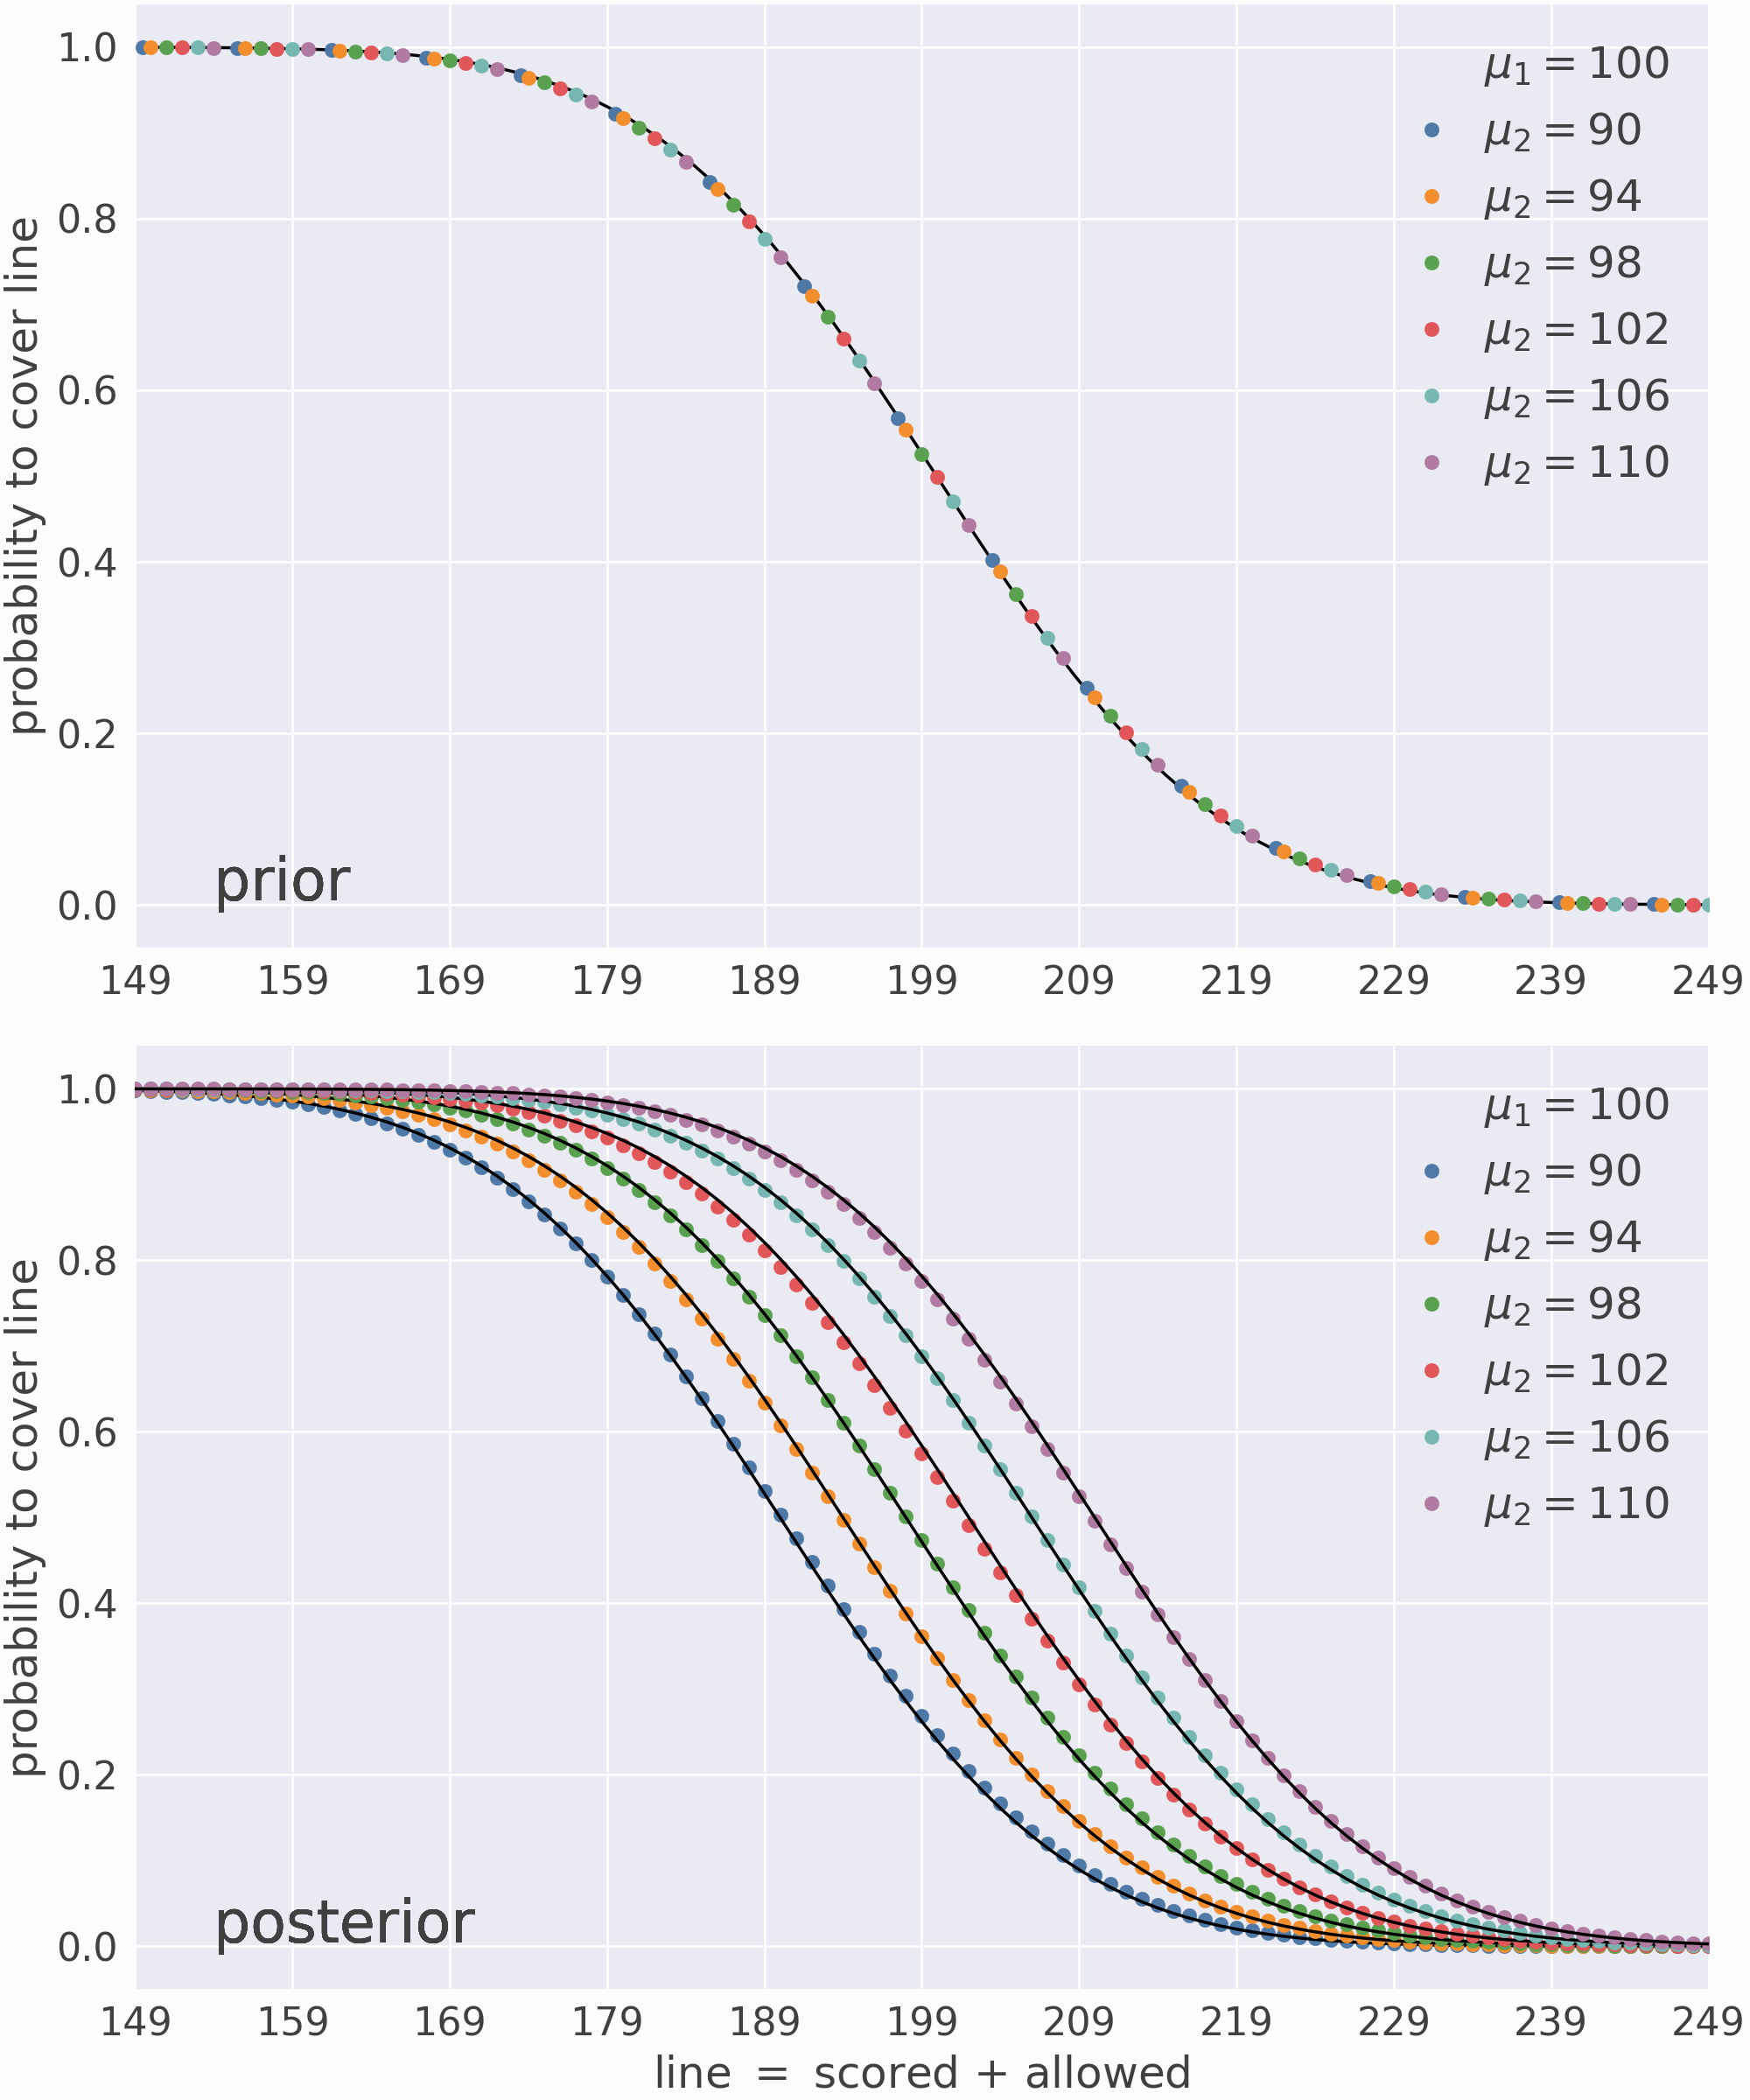 probability to cover line
1.0
0.8
0.6
0.4
0.2
0.0
μ₁ = 100
μ₂ = 90
μ₂ = 94
μ₂ = 98
μ₂ = 102
μ₂ = 106
μ₂ = 110
prior
149 159 169 179 189 199 209 219 229 239 249
probability to cover line
1.0
0.8
0.6
0.4
0.2
0.0
μ₁ = 100
μ₂ = 90
μ₂ = 94
μ₂ = 98
μ₂ = 102
μ₂ = 106
μ₂ = 110
posterior
149 159 169 179 189 199 209 219 229 239 249
line = scored + allowed